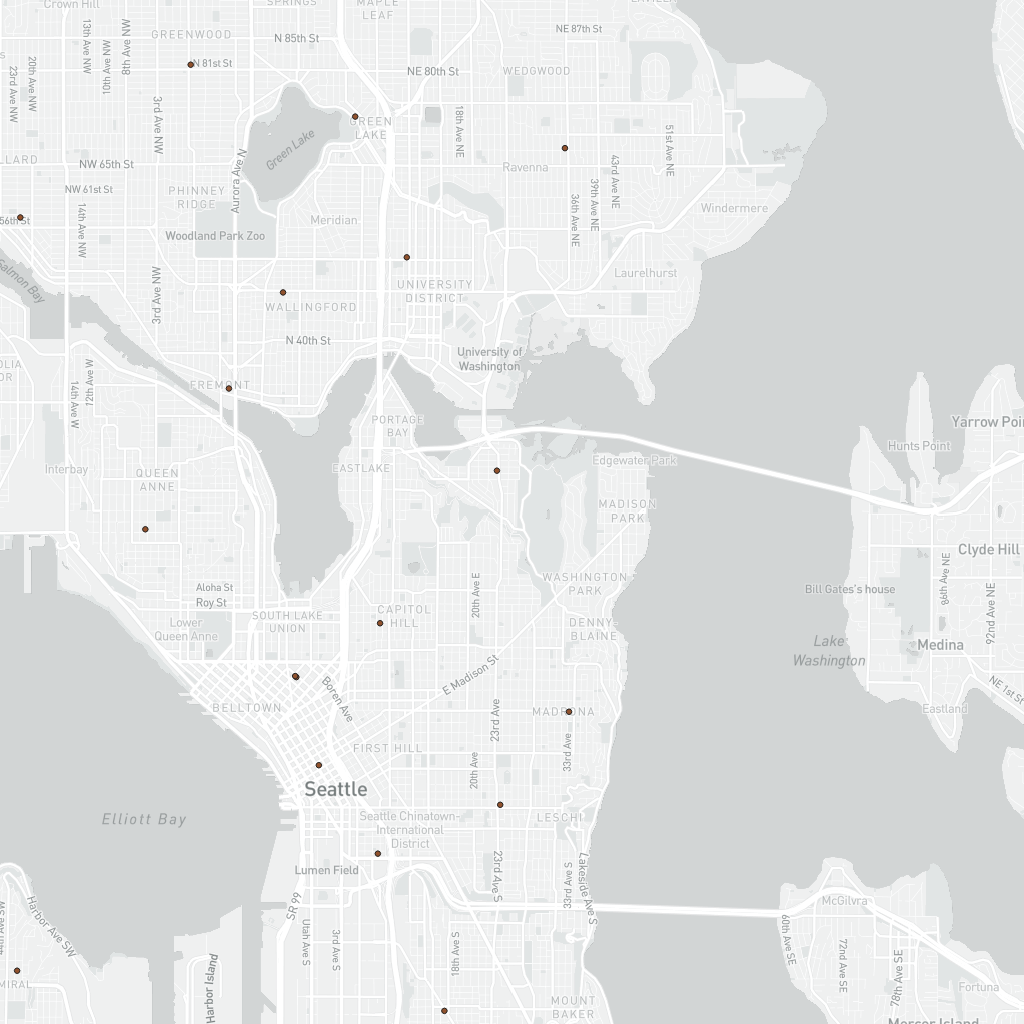 Crown Hill
SPRINGS
MAPLE
LEAF
GREENWOOD
N 85th St
NE 87th St
N 81st St
NE 80th St
WEDGWOOD
23rd Ave NW
20th Ave NW
13th Ave NW
10th Ave NW
8th Ave NW
3rd Ave NW
GREEN
LAKE
Green Lake
18th Ave NE
51st Ave NE
LLARD
NW 65th St
Aurora Ave N
Ravenna
43rd Ave NE
39th Ave NE
36th Ave NE
NW 61st St
PHINNEY
RIDGE
56th St
14th Ave NW
Meridian
Windermere
Woodland Park Zoo
Salmon Bay
3rd Ave NW
Laurelhurst
UNIVERSITY
DISTRICT
WALLINGFORD
N 40th St
University of
Washington
OLIA
OR
14th Ave W
12th Ave W
FREMONT
PORTAGE
BAY
Yarrow Poin
Hunts Point
Interbay
QUEEN
ANNE
EASTLAKE
Edgewater Park
MADISON
PARK
Clyde Hill
86th Ave NE
92nd Ave NE
Aloha St
Roy St
20th Ave E
WASHINGTON
PARK
Bill Gates's house
SOUTH LAKE
UNION
CAPITOL
HILL
Lower
Queen Anne
DENNY-
BLAINE
Lake
Washington
Medina
E Madison St
NE 1st St
Boren Ave
BELLTOWN
Eastland
MADRONA
23rd Ave
FIRST HILL
33rd Ave
20th Ave
Seattle
Elliott Bay
Seattle Chinatown-
International
District
LESCHI
Lumen Field
23rd Ave S
33rd Ave S
Lakeside Ave S
SR 99
44th Ave SW
Harbor Ave SW
McGilvra
60th Ave SE
72nd Ave SE
78th Ave SE
Utah Ave S
3rd Ave S
18th Ave S
Harbor Island
MIRAL
Fortuna
MOUNT
BAKER
Mercer Island